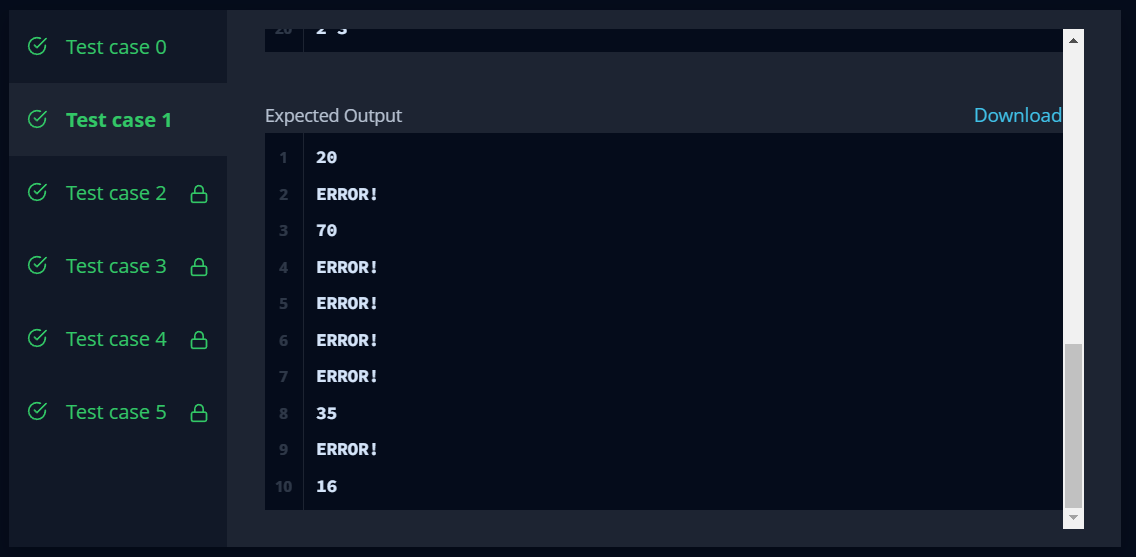 Test case 0
Test case 1
Test case 2
Test case 3
Test case 4
Test case 5
20 2 3
Expected Output Download
1 20
2 ERROR!
3 70
4 ERROR!
5 ERROR!
6 ERROR!
7 ERROR!
8 35
9 ERROR!
10 16